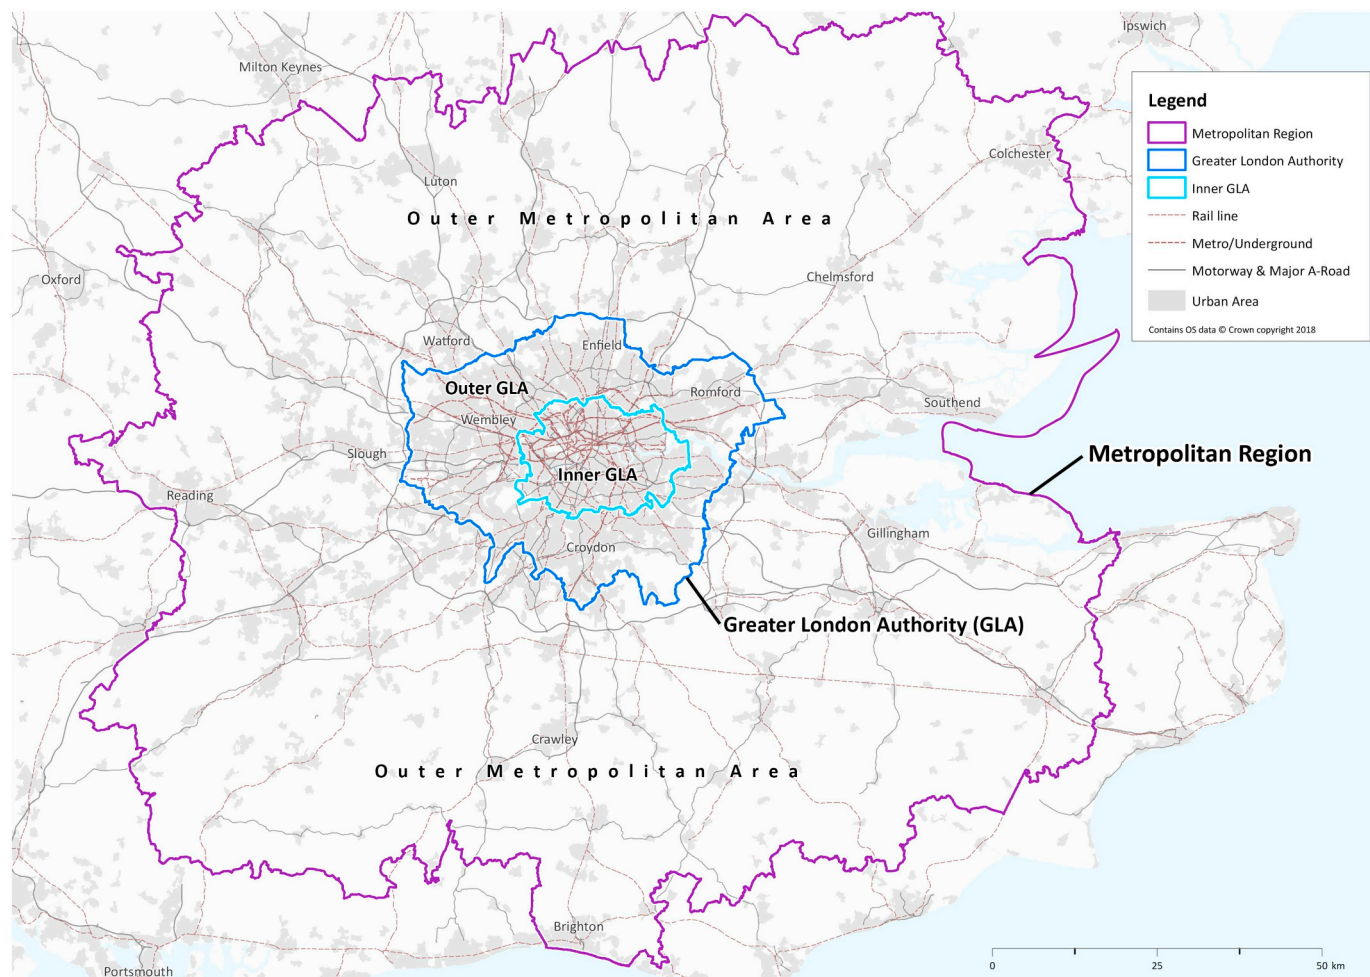 Ipswich
Milton Keynes
Legend
Metropolitan Region
Greater London Authority
Inner GLA
Rail line
Metro/Underground
Motorway & Major A-Road
Urban Area
Contains OS data © Crown copyright 2018
Colchester
Luton
Outer Metropolitan Area
Oxford
Chelmsford
Watford
Enfield
Outer GLA
Romford
Southend
Wembley
Slough
Metropolitan Region
Inner GLA
Reading
Gillingham
Croydon
Greater London Authority (GLA)
Crawley
Outer Metropolitan Area
Brighton
Portsmouth
0 25 50 km